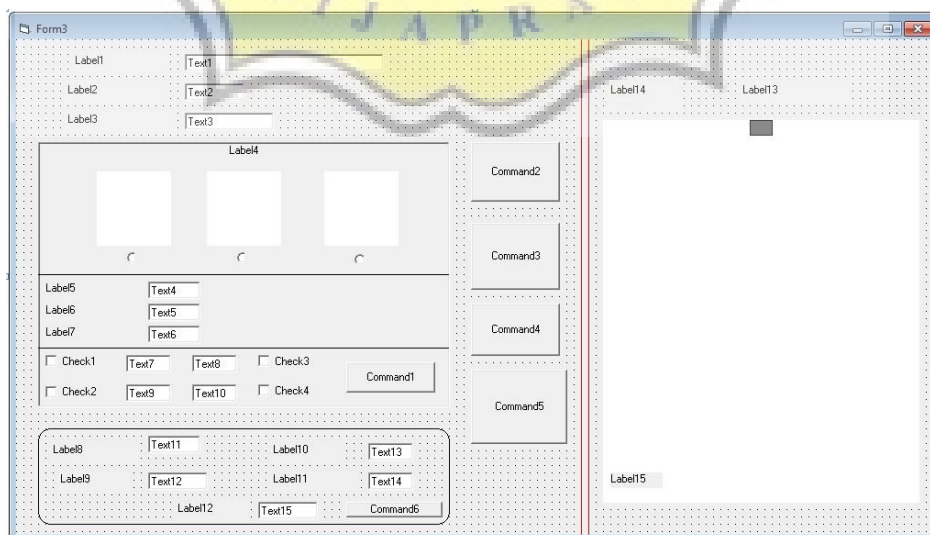 IJAPRS
Form3
Label1 Text1
Label2 Text2
Label3 Text3
Label4
Label5 Text4
Label6 Text5
Label7 Text6
Check1 Text7 Text8 Check3
Command1
Check2 Text9 Text10 Check4
Label8 Text11 Label10 Text13
Label9 Text12 Label11 Text14
Label12 Text15 Command6
Command2
Command3
Command4
Command5
Label14 Label13
Label15